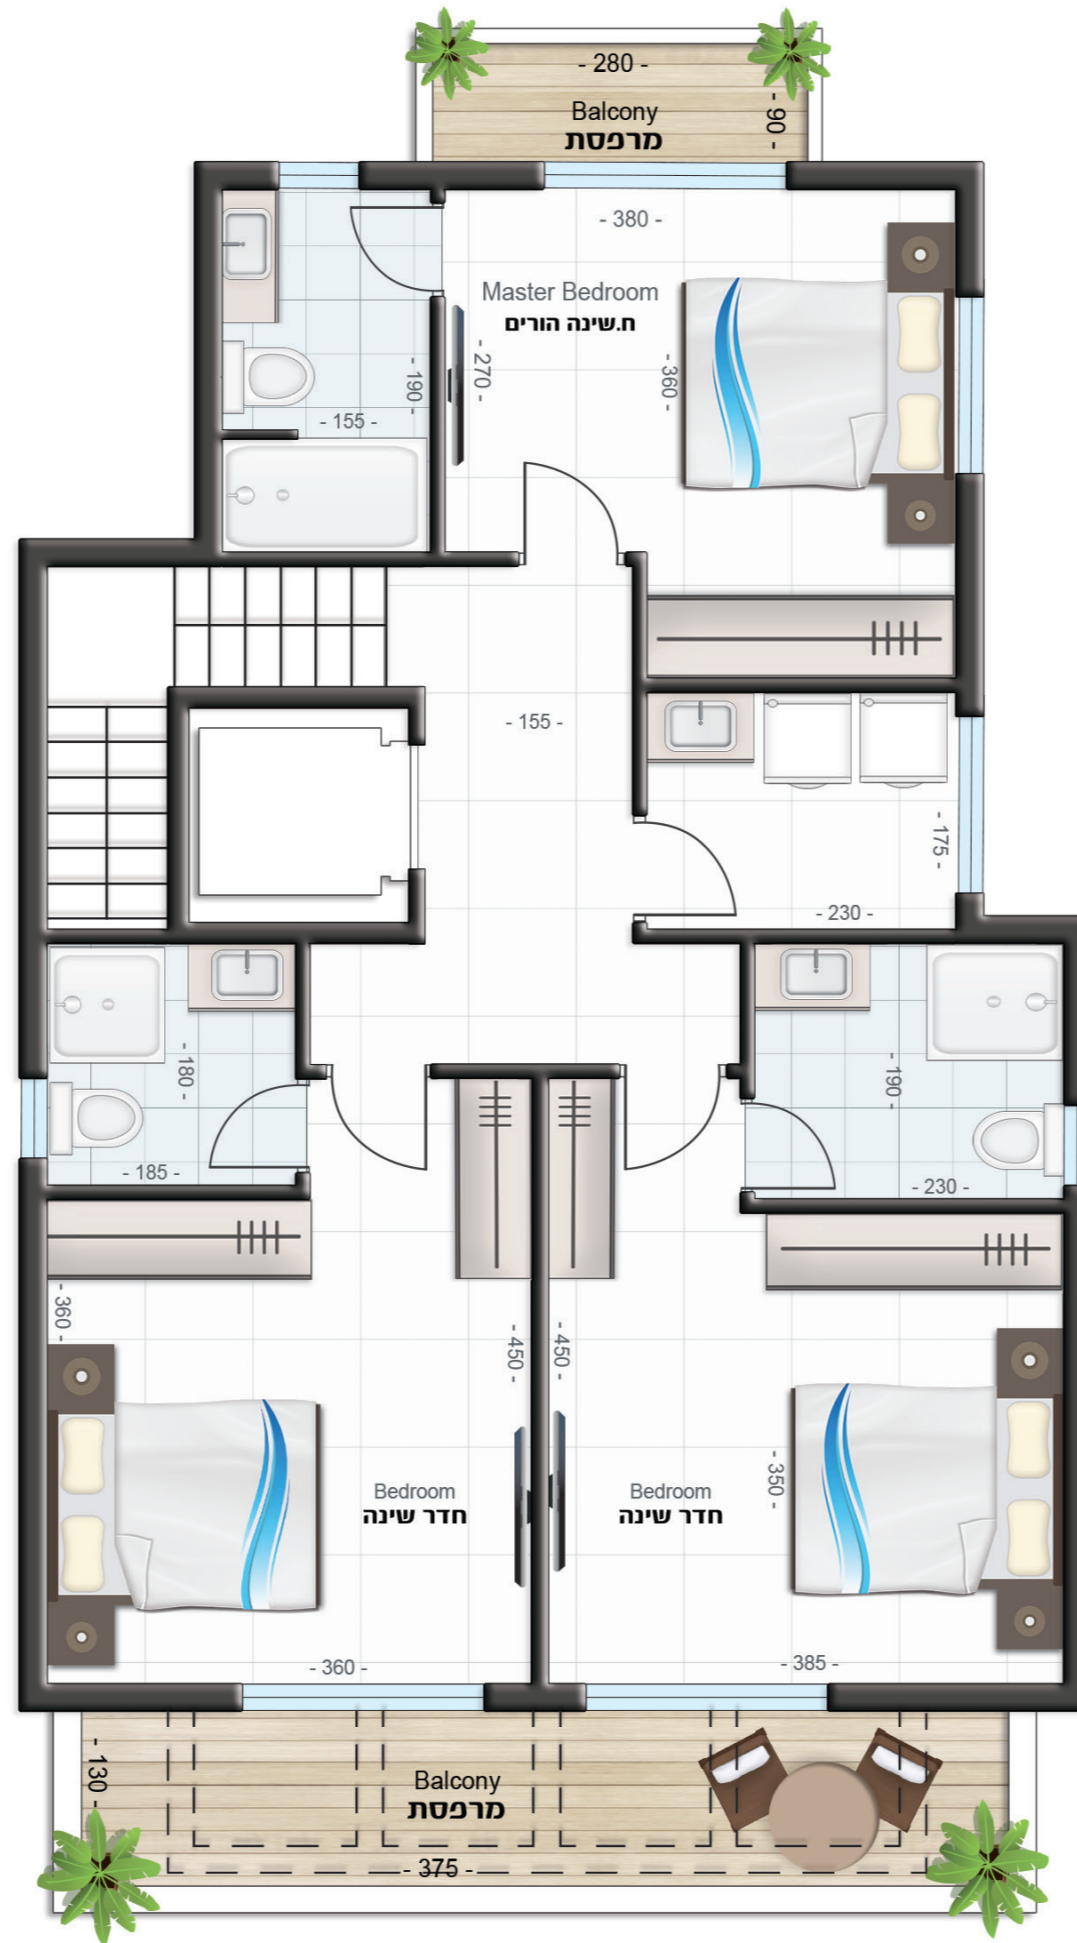 - 280 -
Balcony
מרפסת
- 90 -
- 380 -
Master Bedroom
ח.שינה הורים
- 270 -
- 360 -
- 190 -
- 155 -
- 155 -
- 175 -
- 230 -
- 180 -
- 185 -
- 190 -
- 230 -
- 360 -
- 450 -
- 450 -
- 350 -
Bedroom
חדר שינה
Bedroom
חדר שינה
- 360 -
- 385 -
- 130 -
Balcony
מרפסת
- 375 -